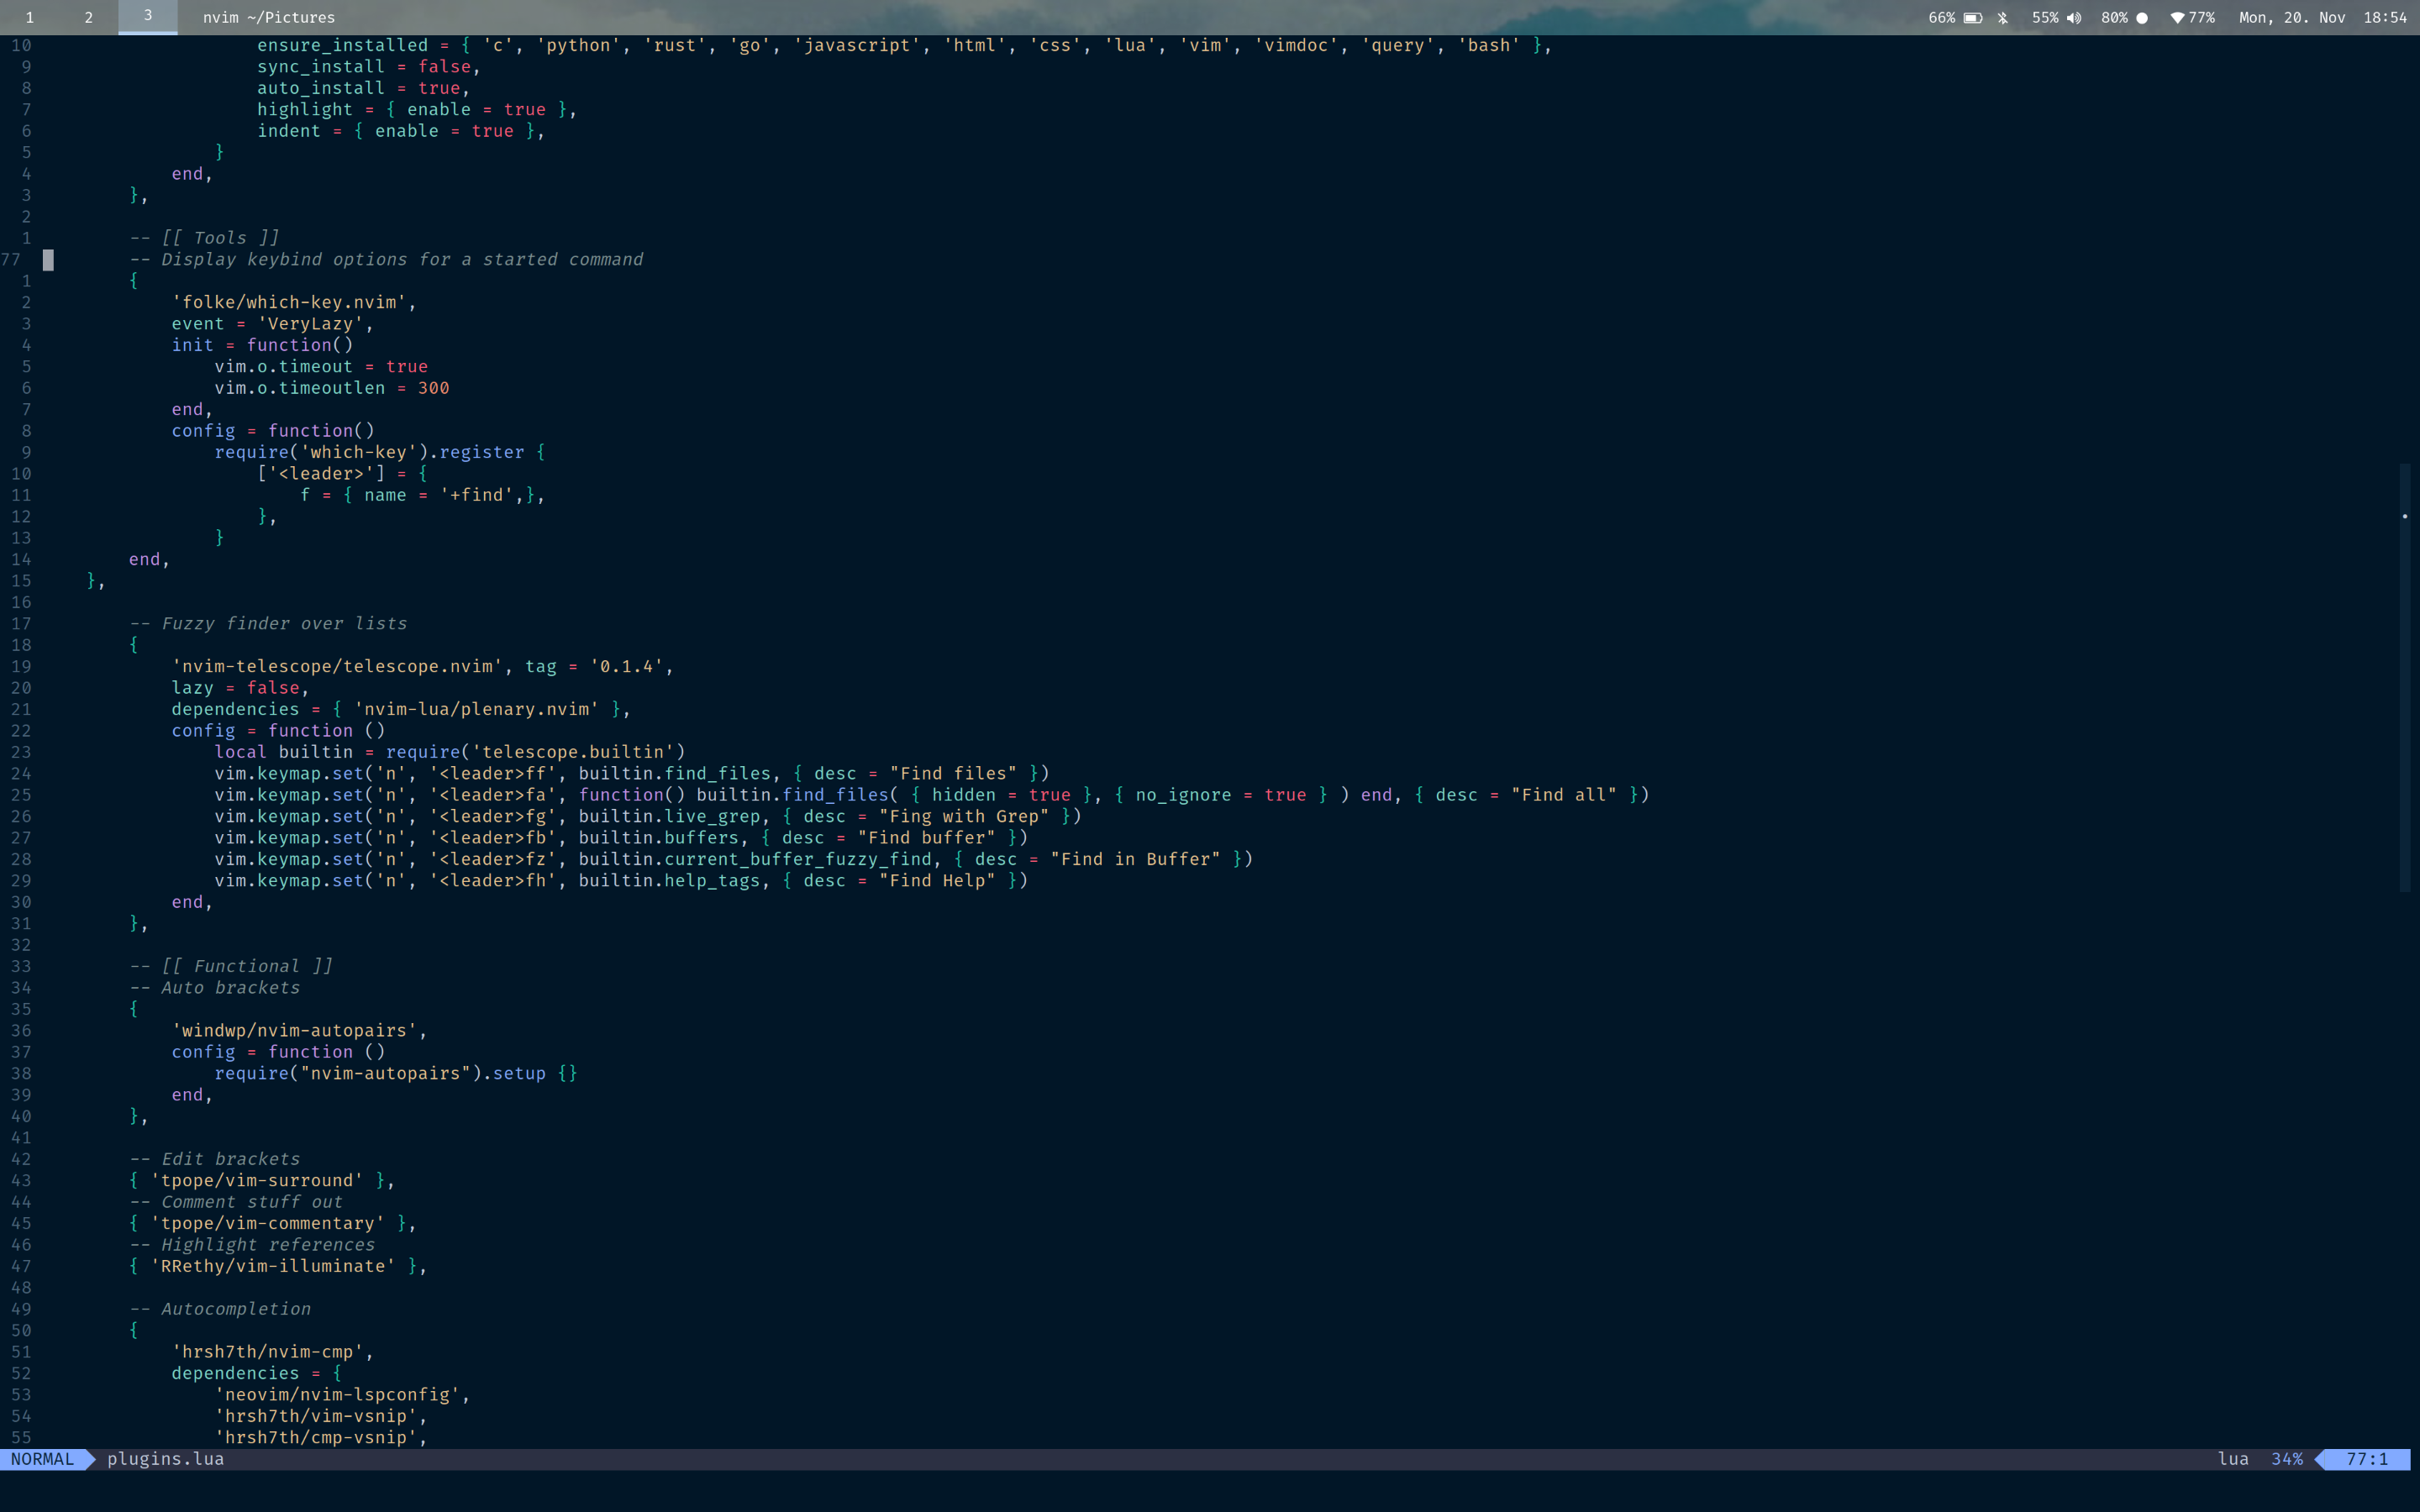 1 2 3 nvim ~/Pictures 66% 55% 80% 77% Mon, 20. Nov 18:54
10                     ensure_installed = { 'c', 'python', 'rust', 'go', 'javascript', 'html', 'css', 'lua', 'vim', 'vimdoc', 'query', 'bash' },
 9                     sync_install = false,
 8                     auto_install = true,
 7                     highlight = { enable = true },
 6                     indent = { enable = true },
 5                 }
 4             end,
 3         },
 2
 1         -- [[ Tools ]]
77         -- Display keybind options for a started command
 1         {
 2             'folke/which-key.nvim',
 3             event = 'VeryLazy',
 4             init = function()
 5                 vim.o.timeout = true
 6                 vim.o.timeoutlen = 300
 7             end,
 8             config = function()
 9                 require('which-key').register {
10                     ['<leader>'] = {
11                         f = { name = '+find',},
12                     },
13                 }
14         end,
15     },
16
17         -- Fuzzy finder over lists
18         {
19             'nvim-telescope/telescope.nvim', tag = '0.1.4',
20             lazy = false,
21             dependencies = { 'nvim-lua/plenary.nvim' },
22             config = function ()
23                 local builtin = require('telescope.builtin')
24                 vim.keymap.set('n', '<leader>ff', builtin.find_files, { desc = "Find files" })
25                 vim.keymap.set('n', '<leader>fa', function() builtin.find_files( { hidden = true }, { no_ignore = true } ) end, { desc = "Find all" })
26                 vim.keymap.set('n', '<leader>fg', builtin.live_grep, { desc = "Fing with Grep" })
27                 vim.keymap.set('n', '<leader>fb', builtin.buffers, { desc = "Find buffer" })
28                 vim.keymap.set('n', '<leader>fz', builtin.current_buffer_fuzzy_find, { desc = "Find in Buffer" })
29                 vim.keymap.set('n', '<leader>fh', builtin.help_tags, { desc = "Find Help" })
30             end,
31         },
32
33         -- [[ Functional ]]
34         -- Auto brackets
35         {
36             'windwp/nvim-autopairs',
37             config = function ()
38                 require("nvim-autopairs").setup {}
39             end,
40         },
41
42         -- Edit brackets
43         { 'tpope/vim-surround' },
44         -- Comment stuff out
45         { 'tpope/vim-commentary' },
46         -- Highlight references
47         { 'RRethy/vim-illuminate' },
48
49         -- Autocompletion
50         {
51             'hrsh7th/nvim-cmp',
52             dependencies = {
53                 'neovim/nvim-lspconfig',
54                 'hrsh7th/vim-vsnip',
55                 'hrsh7th/cmp-vsnip',
NORMAL plugins.lua lua 34% 77:1